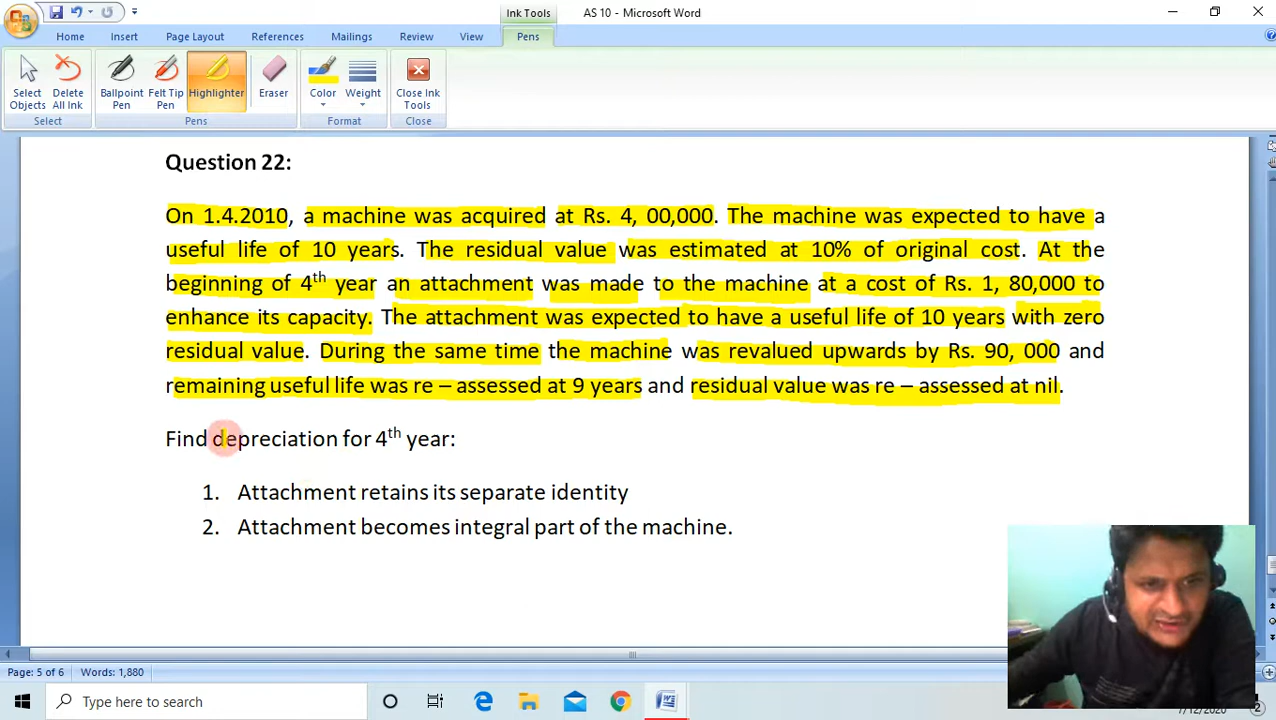 Ink Tools
AS 10 - Microsoft Word
Home Insert Page Layout References Mailings Review View Pens
Select Objects
Delete All Ink
Ballpoint Pen
Felt Tip Pen
Highlighter
Eraser
Color
Weight
Close Ink Tools
Select Pens Format Close
Question 22:
On 1.4.2010, a machine was acquired at Rs. 4, 00,000. The machine was expected to have a
useful life of 10 years. The residual value was estimated at 10% of original cost. At the
beginning of 4th year an attachment was made to the machine at a cost of Rs. 1, 80,000 to
enhance its capacity. The attachment was expected to have a useful life of 10 years with zero
residual value. During the same time the machine was revalued upwards by Rs. 90, 000 and
remaining useful life was re – assessed at 9 years and residual value was re – assessed at nil.
Find depreciation for 4th year:
1. Attachment retains its separate identity
2. Attachment becomes integral part of the machine.
Page: 5 of 6 Words: 1,880
Type here to search
7/12/2020